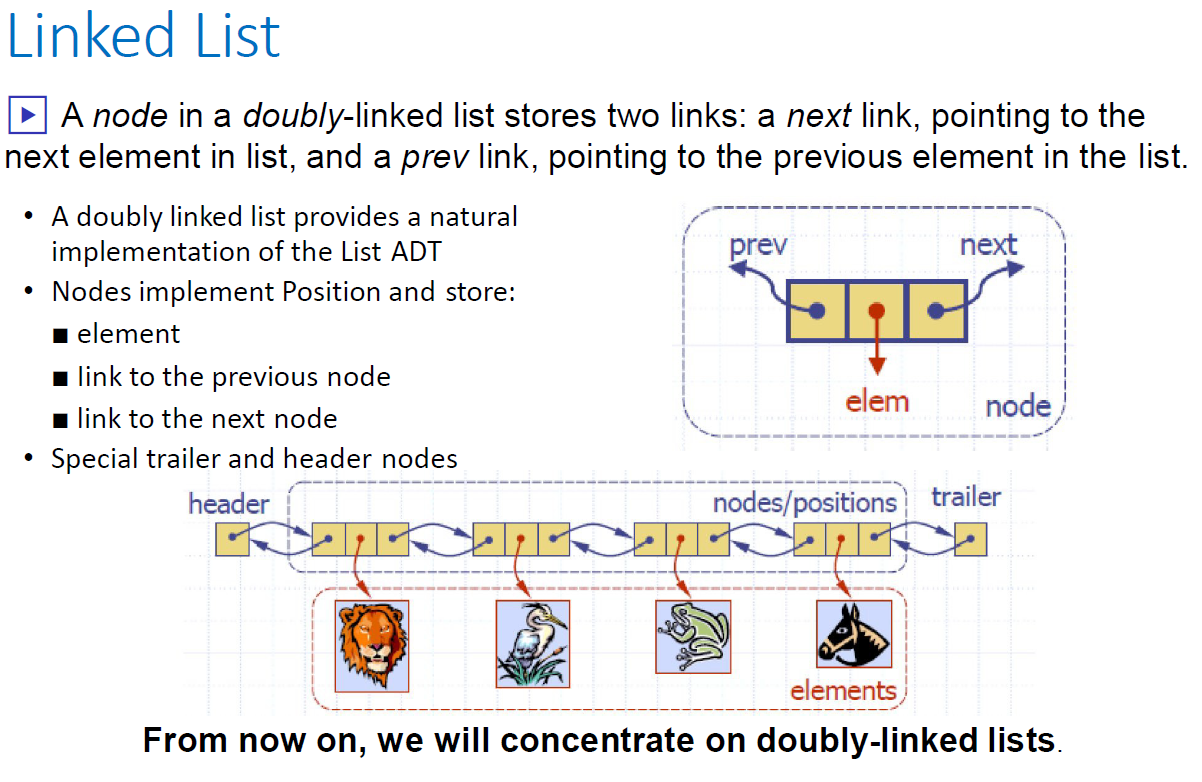 Linked List
A node in a doubly-linked list stores two links: a next link, pointing to the
next element in list, and a prev link, pointing to the previous element in the list.
• A doubly linked list provides a natural
implementation of the List ADT
• Nodes implement Position and store:
■ element
■ link to the previous node
■ link to the next node
• Special trailer and header nodes
prev next
elem
node
header nodes/positions trailer
elements
From now on, we will concentrate on doubly-linked lists.